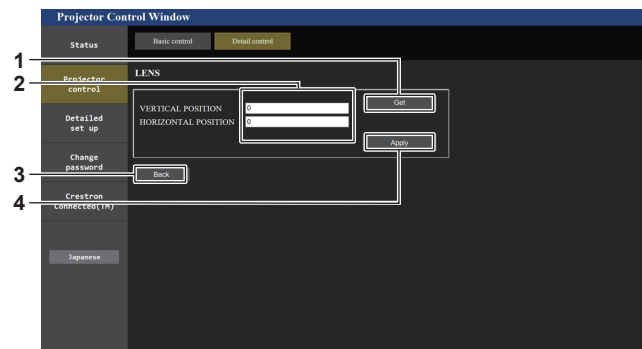 Projector Control Window
Status
Basic control
Detail control
1
2
Projector
control
LENS
Get
VERTICAL POSITION
0
HORIZONTAL POSITION
0
Detailed
set up
Apply
Change
password
3
Back
4
Crestron
Connected(TM)
Japanese